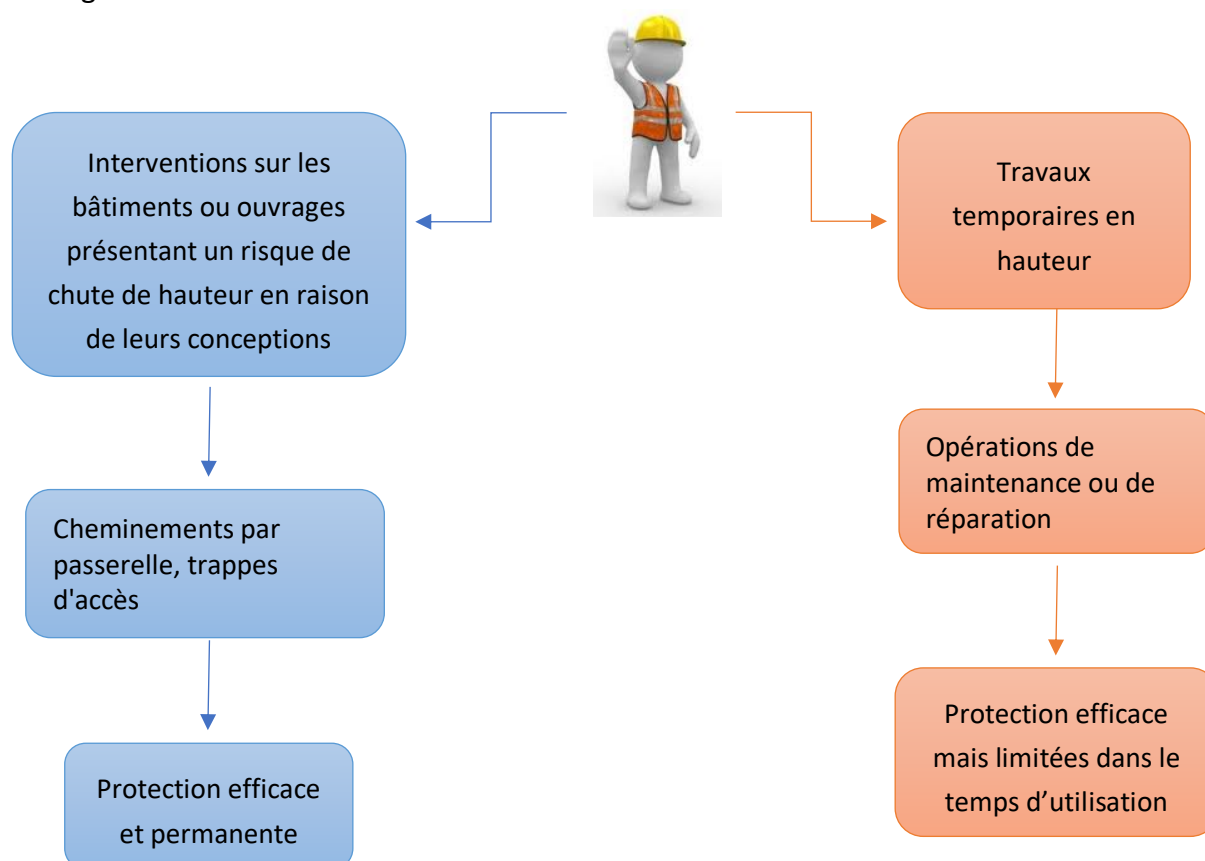 Interventions sur les
bâtiments ou ouvrages
présentant un risque de
chute de hauteur en raison
de leurs conceptions
Cheminements par
passerelle, trappes
d'accès
Protection efficace
et permanente
Travaux
temporaires en
hauteur
Opérations de
maintenance ou de
réparation
Protection efficace
mais limitées dans le
temps d’utilisation